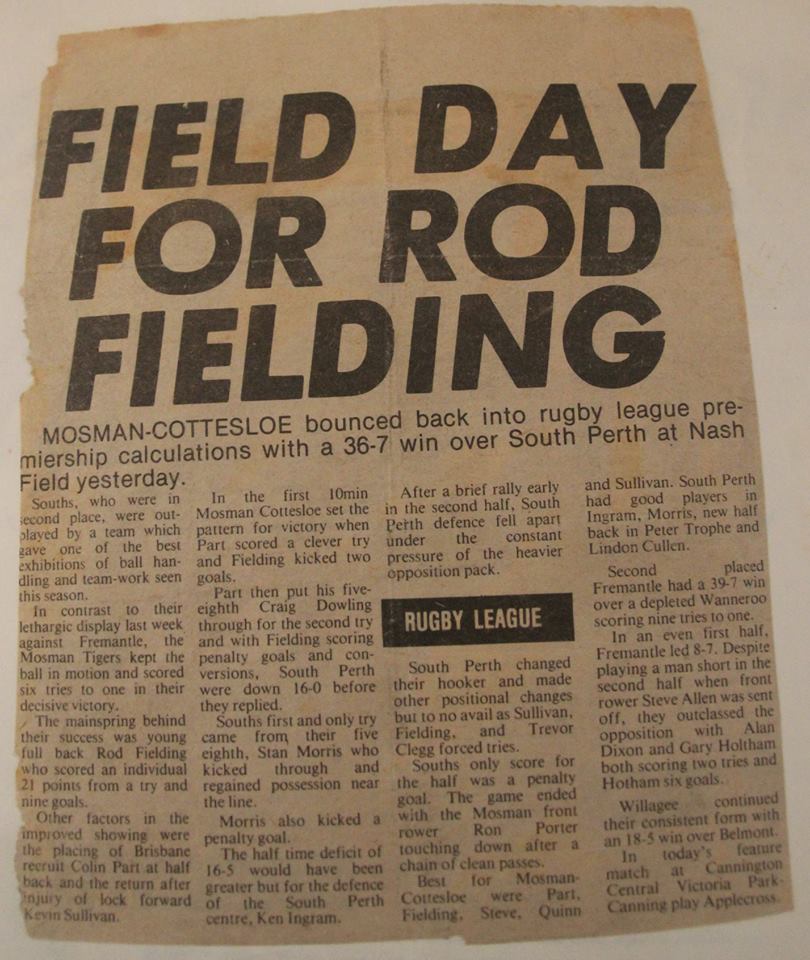 FIELD DAY
FOR ROD
FIELDING
MOSMAN-COTTESLOE bounced back into rugby league pre-
miership calculations with a 36-7 win over South Perth at Nash
Field yesterday.
Souths, who were in
second place, were out-
played by a team which
gave one of the best
exhibitions of ball han-
dling and team-work seen
this season.
In contrast to their
lethargic display last week
against Fremantle, the
Mosman Tigers kept the
ball in motion and scored
six tries to one in their
decisive victory.
The mainspring behind
their success was young
full back Rod Fielding
who scored an individual
21 points from a try and
nine goals.
Other factors in the
improved showing were
the placing of Brisbane
recruit Colin Part at half
back and the return after
injury of lock forward
Kevin Sullivan.
In the first 10min
Mosman Cottesloe set the
pattern for victory when
Part scored a clever try
and Fielding kicked two
goals.
Part then put his five-
eighth Craig Dowling
through for the second try
and with Fielding scoring
penalty goals and con-
versions, South Perth
were down 16-0 before
they replied.
Souths first and only try
came from their five
eighth, Stan Morris who
kicked through and
regained possession near
the line.
Morris also kicked a
penalty goal.
The half time deficit of
16-5 would have been
greater but for the defence
of the South Perth
centre, Ken Ingram.
After a brief rally early
in the second half, South
Perth defence fell apart
under the constant
pressure of the heavier
opposition pack.
RUGBY LEAGUE
South Perth changed
their hooker and made
other positional changes
but to no avail as Sullivan,
Fielding, and Trevor
Clegg forced tries.
Souths only score for
the half was a penalty
goal. The game ended
with the Mosman front
rower Ron Porter
touching down after a
chain of clean passes.
Best for Mosman-
Cottesloe were Part,
Fielding, Steve, Quinn
and Sullivan. South Perth
had good players in
Ingram, Morris, new half
back in Peter Trophe and
Lindon Cullen.
Second placed
Fremantle had a 39-7 win
over a depleted Wanneroo
scoring nine tries to one.
In an even first half,
Fremantle led 8-7. Despite
playing a man short in the
second half when front
rower Steve Allen was sent
off, they outclassed the
opposition with Alan
Dixon and Gary Holtham
both scoring two tries and
Hotham six goals.
Willagee continued
their consistent form with
an 18-5 win over Belmont.
In today's feature
match at Cannington
Central Victoria Park-
Canning play Applecross.